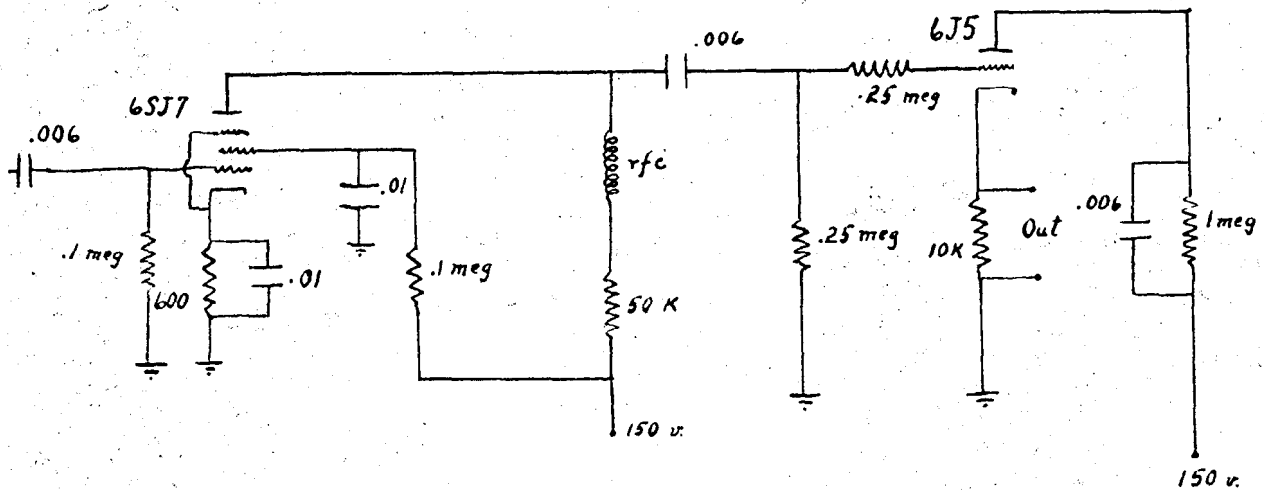 6J5
.006
6SJ7
.25 meg
.006
rfc
.01
.006
1 meg
Out
.1 meg
.25 meg
10K
.01
.1 meg
600
50 K
150 v.
150 v.